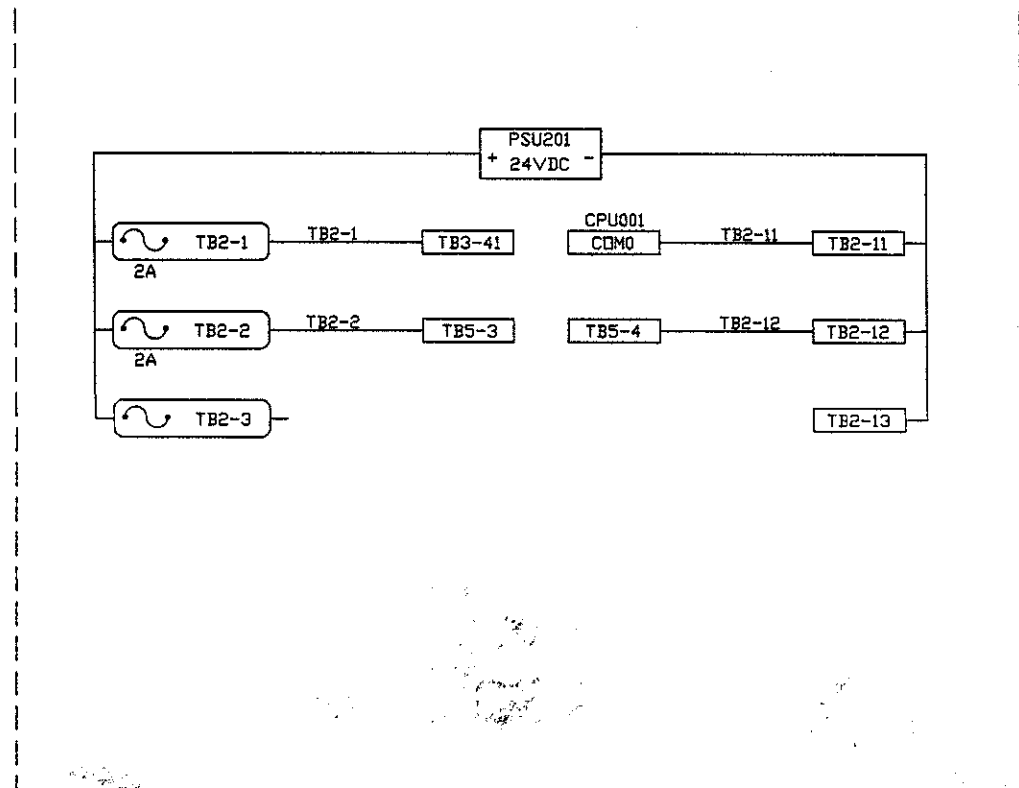 PSU201
+ 24VDC -
CPU001
TB2-1 TB2-1 TB3-41 COM0 TB2-11 TB2-11
2A
TB2-2 TB2-2 TB5-3 TB5-4 TB2-12 TB2-12
2A
TB2-3 TB2-13